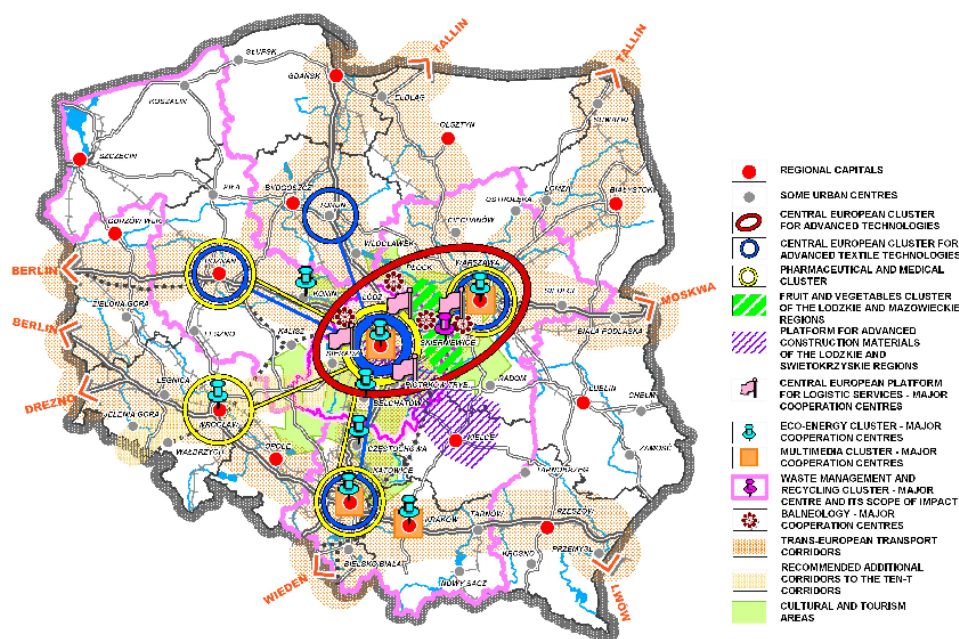 TALLIN
TALLIN
SŁUPSK
GDAŃSK
ELBLĄG
KOSZALIN
SUWAŁKI
OLSZTYN
SZCZECIN
PIŁA
BYDGOSZCZ
TORUŃ
ŁOMŻA
OSTROŁĘKA
BIAŁYSTOK
CIECHANÓW
GORZÓW WLKP.
WŁOCŁAWEK
PŁOCK
WARSZAWA
BERLIN
POZNAŃ
KONIN
ŁÓDŹ
SIEDLCE
MOSKWA
ZIELONA GÓRA
BERLIN
LESZNO
KALISZ
SIERADZ
SKIERNIEWICE
BIAŁA PODLASKA
PIOTRKÓW TRYB.
RADOM
LEGNICA
BEŁCHATÓW
LUBLIN
CHEŁM
DREZNO
JELENIA GÓRA
WROCŁAW
KIELCE
ZAMOŚĆ
WAŁBRZYCH
OPOLE
CZĘSTOCHOWA
TARNOBRZEG
KATOWICE
KRAKÓW
TARNÓW
RZESZÓW
BIELSKO BIAŁA
KROSNO
PRZEMYŚL
NOWY SĄCZ
WIEDEŃ
LWÓW
REGIONAL CAPITALS
SOME URBAN CENTRES
CENTRAL EUROPEAN CLUSTER
FOR ADVANCED TECHNOLOGIES
CENTRAL EUROPEAN CLUSTER FOR
ADVANCED TEXTILE TECHNOLOGIES
PHARMACEUTICAL AND MEDICAL
CLUSTER
FRUIT AND VEGETABLES CLUSTER
OF THE LODZKIE AND MAZOWIECKIE
REGIONS
PLATFORM FOR ADVANCED
CONSTRUCTION MATERIALS
OF THE LODZKIE AND
SWIETOKRZYSKIE REGIONS
CENTRAL EUROPEAN PLATFORM
FOR LOGISTIC SERVICES - MAJOR
COOPERATION CENTRES
ECO-ENERGY CLUSTER - MAJOR
COOPERATION CENTRES
MULTIMEDIA CLUSTER - MAJOR
COOPERATION CENTRES
WASTE MANAGEMENT AND
RECYCLING CLUSTER - MAJOR
CENTRE AND ITS SCOPE OF IMPACT
BALNEOLOGY - MAJOR
COOPERATION CENTRES
TRANS-EUROPEAN TRANSPORT
CORRIDORS
RECOMMENDED ADDITIONAL
CORRIDORS TO THE TEN-T
CORRIDORS
CULTURAL AND TOURISM
AREAS